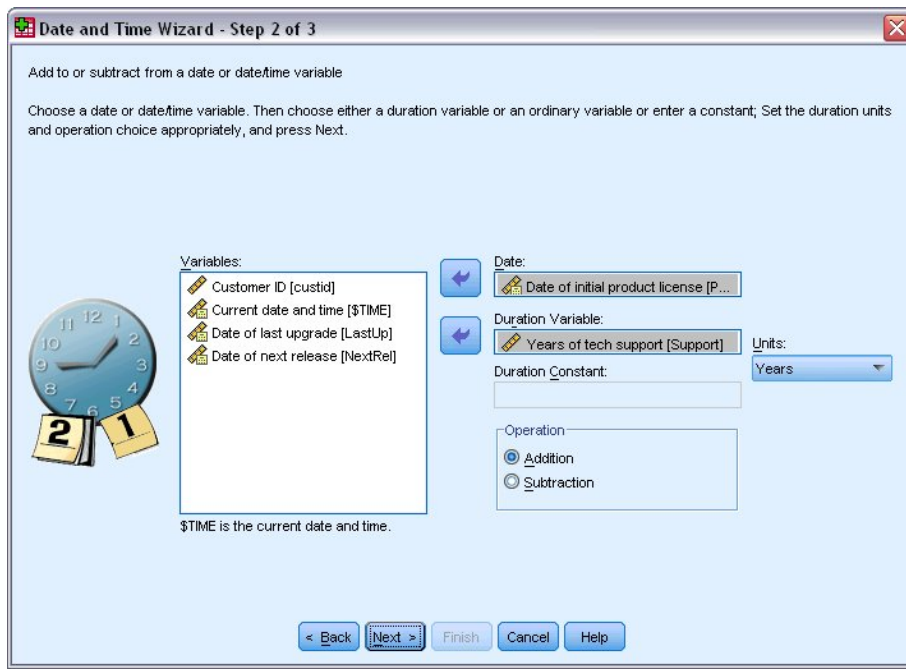 Date and Time Wizard - Step 2 of 3
Add to or subtract from a date or date/time variable
Choose a date or date/time variable. Then choose either a duration variable or an ordinary variable or enter a constant; Set the duration units
and operation choice appropriately, and press Next.
Variables:
Customer ID [custid]
Current date and time [$TIME]
Date of last upgrade [LastUp]
Date of next release [NextRel]
$TIME is the current date and time.
Date:
Date of initial product license [P...
Duration Variable:
Years of tech support [Support]
Duration Constant:
Units:
Years
Operation
Addition
Subtraction
12
1
2
3
4
5
6
7
8
9
10
11
2
1
< Back
Next >
Finish
Cancel
Help